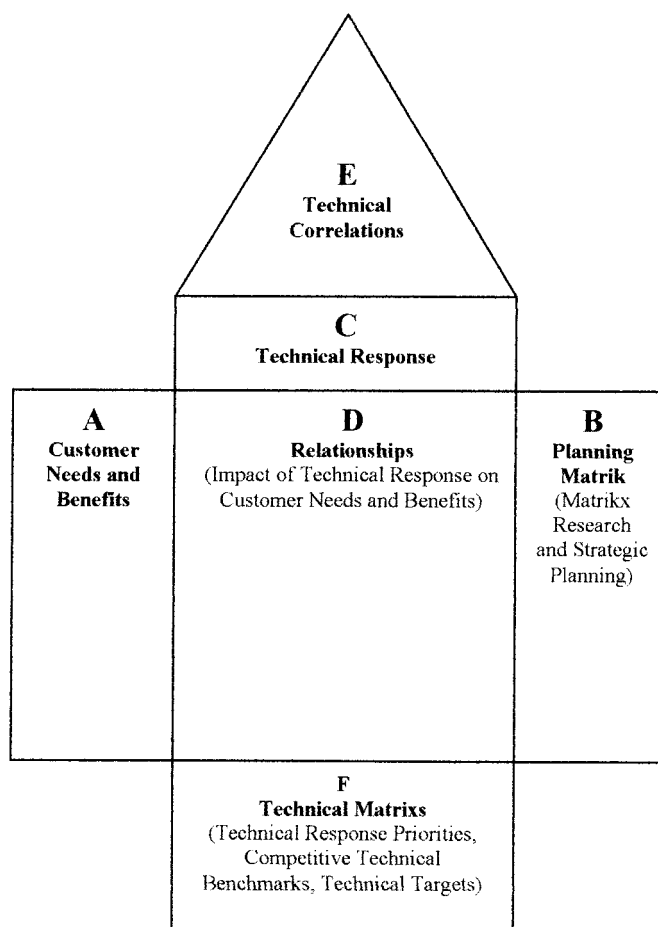 E
Technical
Correlations
C
Technical Response
A
Customer
Needs and
Benefits
D
Relationships
(Impact of Technical Response on
Customer Needs and Benefits)
B
Planning
Matrik
(Matrikx
Research
and Strategic
Planning)
F
Technical Matrixs
(Technical Response Priorities,
Competitive Technical
Benchmarks, Technical Targets)